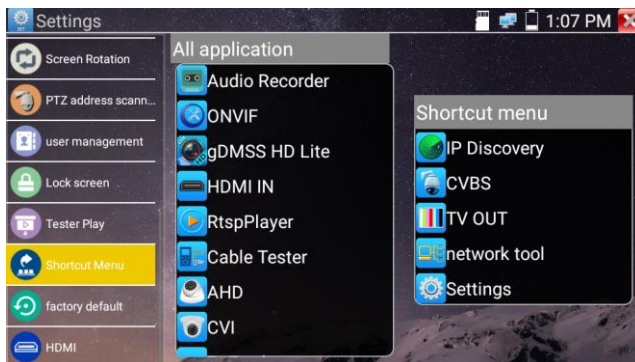 Settings
1:07 PM
Screen Rotation
PTZ address scann...
user management
Lock screen
Tester Play
Shortcut Menu
factory default
HDMI
All application
Audio Recorder
ONVIF
gDMSS HD Lite
HDMI IN
RtspPlayer
Cable Tester
AHD
CVI
Shortcut menu
IP Discovery
CVBS
TV OUT
network tool
Settings